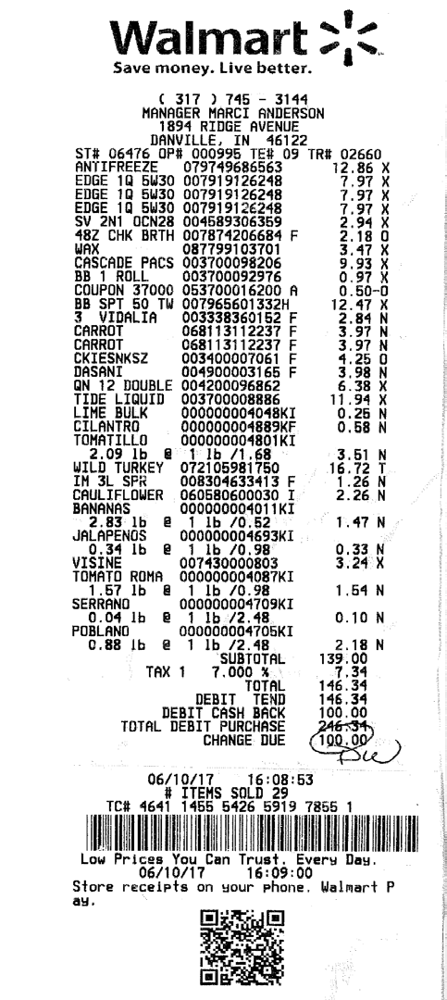 Walmart
Save money. Live better.
( 317 ) 745 - 3144
MANAGER MARCI ANDERSON
1894 RIDGE AVENUE
DANVILLE, IN 46122
ST# 06476 OP# 000995 TE# 09 TR# 02660
ANTIFREEZE 079749686563 12.86 X
EDGE 1Q 5W30 007919126248 7.97 X
EDGE 1Q 5W30 007919126248 7.97 X
EDGE 1Q 5W30 007919126248 7.97 X
SV 2N1 OCN28 004589306359 2.94 X
48Z CHK BRTH 007874206684 F 2.18 O
WAX 087799103701 3.47 X
CASCADE PACS 003700098206 9.93 X
BB 1 ROLL 003700092976 0.97 X
COUPON 37000 053700016200 A 0.50-O
BB SPT 50 TW 007965601332H 12.47 X
3 VIDALIA 003338360152 F 2.84 N
CARROT 068113112237 F 3.97 N
CARROT 068113112237 F 3.97 N
CKIESNKSZ 003400007061 F 4.25 O
DASANI 004900003165 F 3.98 N
QN 12 DOUBLE 004200096862 6.38 X
TIDE LIQUID 003700008886 11.94 X
LIME BULK 000000004048KI 0.25 N
CILANTRO 000000004889KF 0.58 N
TOMATILLO 000000004801KI
2.09 lb @ 1 lb /1.68 3.51 N
WILD TURKEY 072105981750 16.72 T
IM 3L SPR 008304633413 F 1.26 N
CAULIFLOWER 060580600030 I 2.26 N
BANANAS 000000004011KI
2.83 lb @ 1 lb /0.52 1.47 N
JALAPENOS 000000004693KI
0.34 lb @ 1 lb /0.98 0.33 N
VISINE 007430000803 3.24 X
TOMATO ROMA 000000004087KI
1.57 lb @ 1 lb /0.98 1.54 N
SERRANO 000000004709KI
0.04 lb @ 1 lb /2.48 0.10 N
POBLANO 000000004705KI
0.88 lb @ 1 lb /2.48 2.18 N
SUBTOTAL 139.00
TAX 1 7.000 % 7.34
TOTAL 146.34
DEBIT TEND 146.34
DEBIT CASH BACK 100.00
TOTAL DEBIT PURCHASE 246.34
CHANGE DUE 100.00
06/10/17 16:08:53
# ITEMS SOLD 29
TC# 4641 1455 5426 5919 7855 1
Low Prices You Can Trust. Every Day.
06/10/17 16:09:00
Store receipts on your phone. Walmart P
ay.